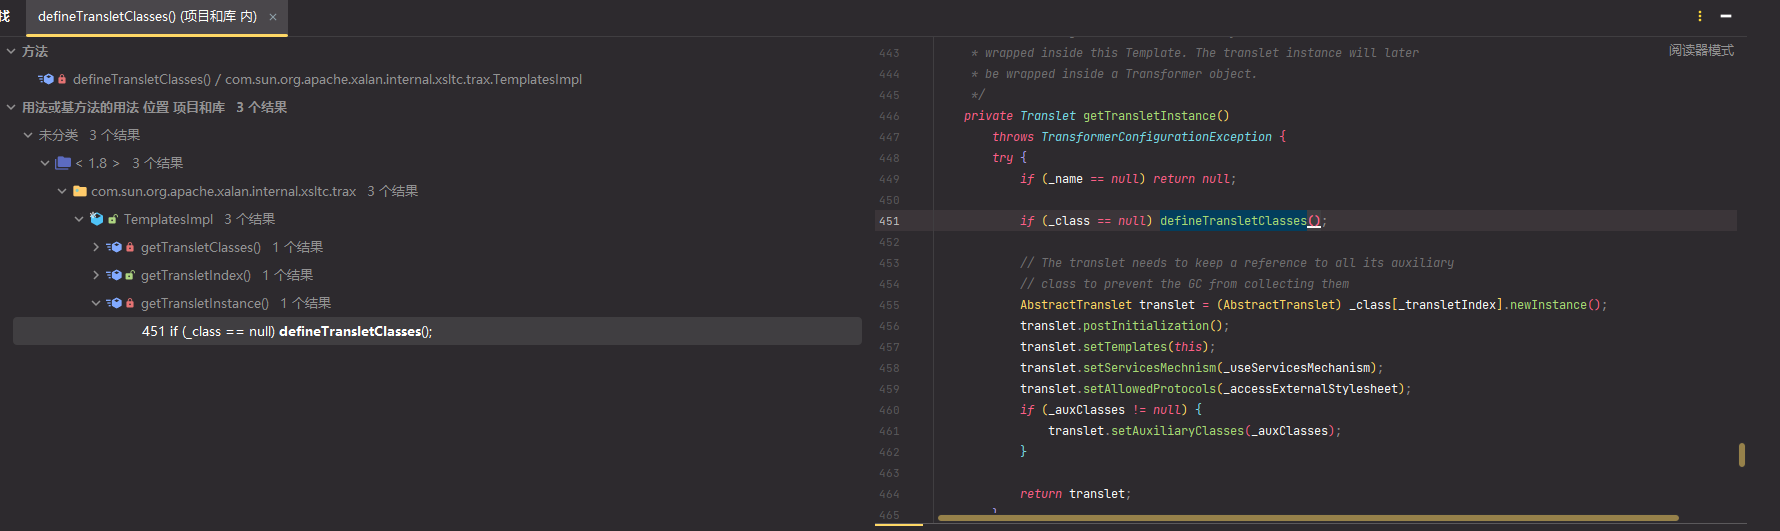 找
defineTransletClasses() (项目和库 内) ×
方法
defineTransletClasses() / com.sun.org.apache.xalan.internal.xsltc.trax.TemplatesImpl
用法或基方法的用法 位置 项目和库 3 个结果
未分类 3 个结果
< 1.8 > 3 个结果
com.sun.org.apache.xalan.internal.xsltc.trax 3 个结果
TemplatesImpl 3 个结果
getTransletClasses() 1 个结果
getTransletIndex() 1 个结果
getTransletInstance() 1 个结果
451 if (_class == null) defineTransletClasses();
阅读器模式
443 * wrapped inside this Template. The translet instance will later
444 * be wrapped inside a Transformer object.
445 */
446 private Translet getTransletInstance()
447 throws TransformerConfigurationException {
448 try {
449 if (_name == null) return null;
450
451 if (_class == null) defineTransletClasses();
452
453 // The translet needs to keep a reference to all its auxiliary
454 // class to prevent the GC from collecting them
455 AbstractTranslet translet = (AbstractTranslet) _class[_transletIndex].newInstance();
456 translet.postInitialization();
457 translet.setTemplates(this);
458 translet.setServicesMechnism(_useServicesMechanism);
459 translet.setAllowedProtocols(_accessExternalStylesheet);
460 if (_auxClasses != null) {
461 translet.setAuxiliaryClasses(_auxClasses);
462 }
463
464 return translet;
465 }